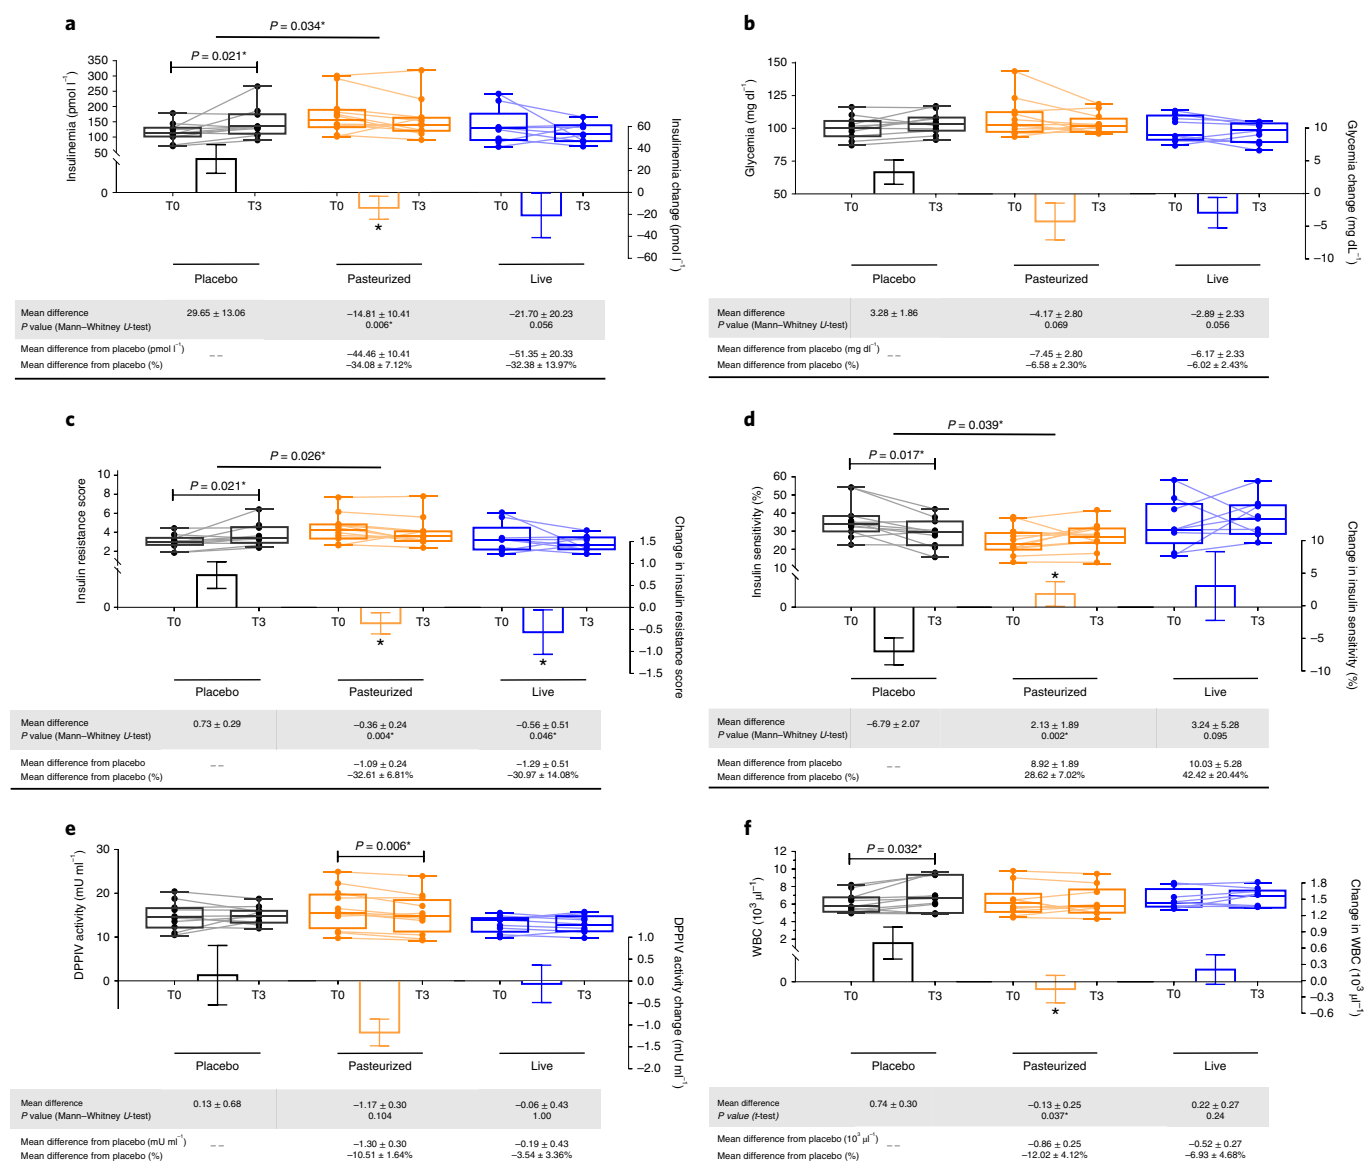 a
P = 0.034*
P = 0.021*
Insulinemia (pmol l⁻¹)
350
300
250
200
150
100
50
0
60
40
20
0
−20
−40
−60
Insulinemia change (pmol l⁻¹)
T0 T3 T0 T3 T0 T3
*
Placebo Pasteurized Live
Mean difference 29.65 ± 13.06 −14.81 ± 10.41 −21.70 ± 20.23
P value (Mann–Whitney U-test) 0.006* 0.056
Mean difference from placebo (pmol l⁻¹) –– −44.46 ± 10.41 −51.35 ± 20.33
Mean difference from placebo (%) −34.08 ± 7.12% −32.38 ± 13.97%
b
Glycemia (mg dl⁻¹)
150
125
100
75
50
10
5
0
−5
−10
Glycemia change (mg dL⁻¹)
T0 T3 T0 T3 T0 T3
Placebo Pasteurized Live
Mean difference 3.28 ± 1.86 −4.17 ± 2.80 −2.89 ± 2.33
P value (Mann–Whitney U-test) 0.069 0.056
Mean difference from placebo (mg dl⁻¹) –– −7.45 ± 2.80 −6.17 ± 2.33
Mean difference from placebo (%) −6.58 ± 2.30% −6.02 ± 2.43%
c
P = 0.026*
P = 0.021*
Insulin resistance score
10
8
6
4
2
0
1.5
1.0
0.5
0.0
−0.5
−1.0
−1.5
Change in insulin resistance score
T0 T3 T0 T3 T0 T3
* *
Placebo Pasteurized Live
Mean difference 0.73 ± 0.29 −0.36 ± 0.24 −0.56 ± 0.51
P value (Mann–Whitney U-test) 0.004* 0.046*
Mean difference from placebo –– −1.09 ± 0.24 −1.29 ± 0.51
Mean difference from placebo (%) −32.61 ± 6.81% −30.97 ± 14.08%
d
P = 0.039*
P = 0.017*
Insulin sensitivity (%)
60
50
40
30
20
10
0
10
5
0
−5
−10
Change in insulin sensitivity (%)
*
T0 T3 T0 T3 T0 T3
Placebo Pasteurized Live
Mean difference −6.79 ± 2.07 2.13 ± 1.89 3.24 ± 5.28
P value (Mann–Whitney U-test) 0.002* 0.095
Mean difference from placebo –– 8.92 ± 1.89 10.03 ± 5.28
Mean difference from placebo (%) 28.62 ± 7.02% 42.42 ± 20.44%
e
P = 0.006*
DPPIV activity (mU ml⁻¹)
30
20
10
0
1.0
0.5
0.0
−0.5
−1.0
−1.5
−2.0
DPPIV activity change (mU ml⁻¹)
T0 T3 T0 T3 T0 T3
Placebo Pasteurized Live
Mean difference 0.13 ± 0.68 −1.17 ± 0.30 −0.06 ± 0.43
P value (Mann–Whitney U-test) 0.104 1.00
Mean difference from placebo (mU ml⁻¹) –– −1.30 ± 0.30 −0.19 ± 0.43
Mean difference from placebo (%) −10.51 ± 1.64% −3.54 ± 3.36%
f
P = 0.032*
WBC (10³ µl⁻¹)
12
10
8
6
4
2
0
1.8
1.5
1.2
0.9
0.6
0.3
0.0
−0.3
−0.6
Change in WBC (10³ µl⁻¹)
T0 T3 T0 T3 T0 T3
*
Placebo Pasteurized Live
Mean difference 0.74 ± 0.30 −0.13 ± 0.25 0.22 ± 0.27
P value (t-test) 0.037* 0.24
Mean difference from placebo (10³ µl⁻¹) –– −0.86 ± 0.25 −0.52 ± 0.27
Mean difference from placebo (%) −12.02 ± 4.12% −6.93 ± 4.68%